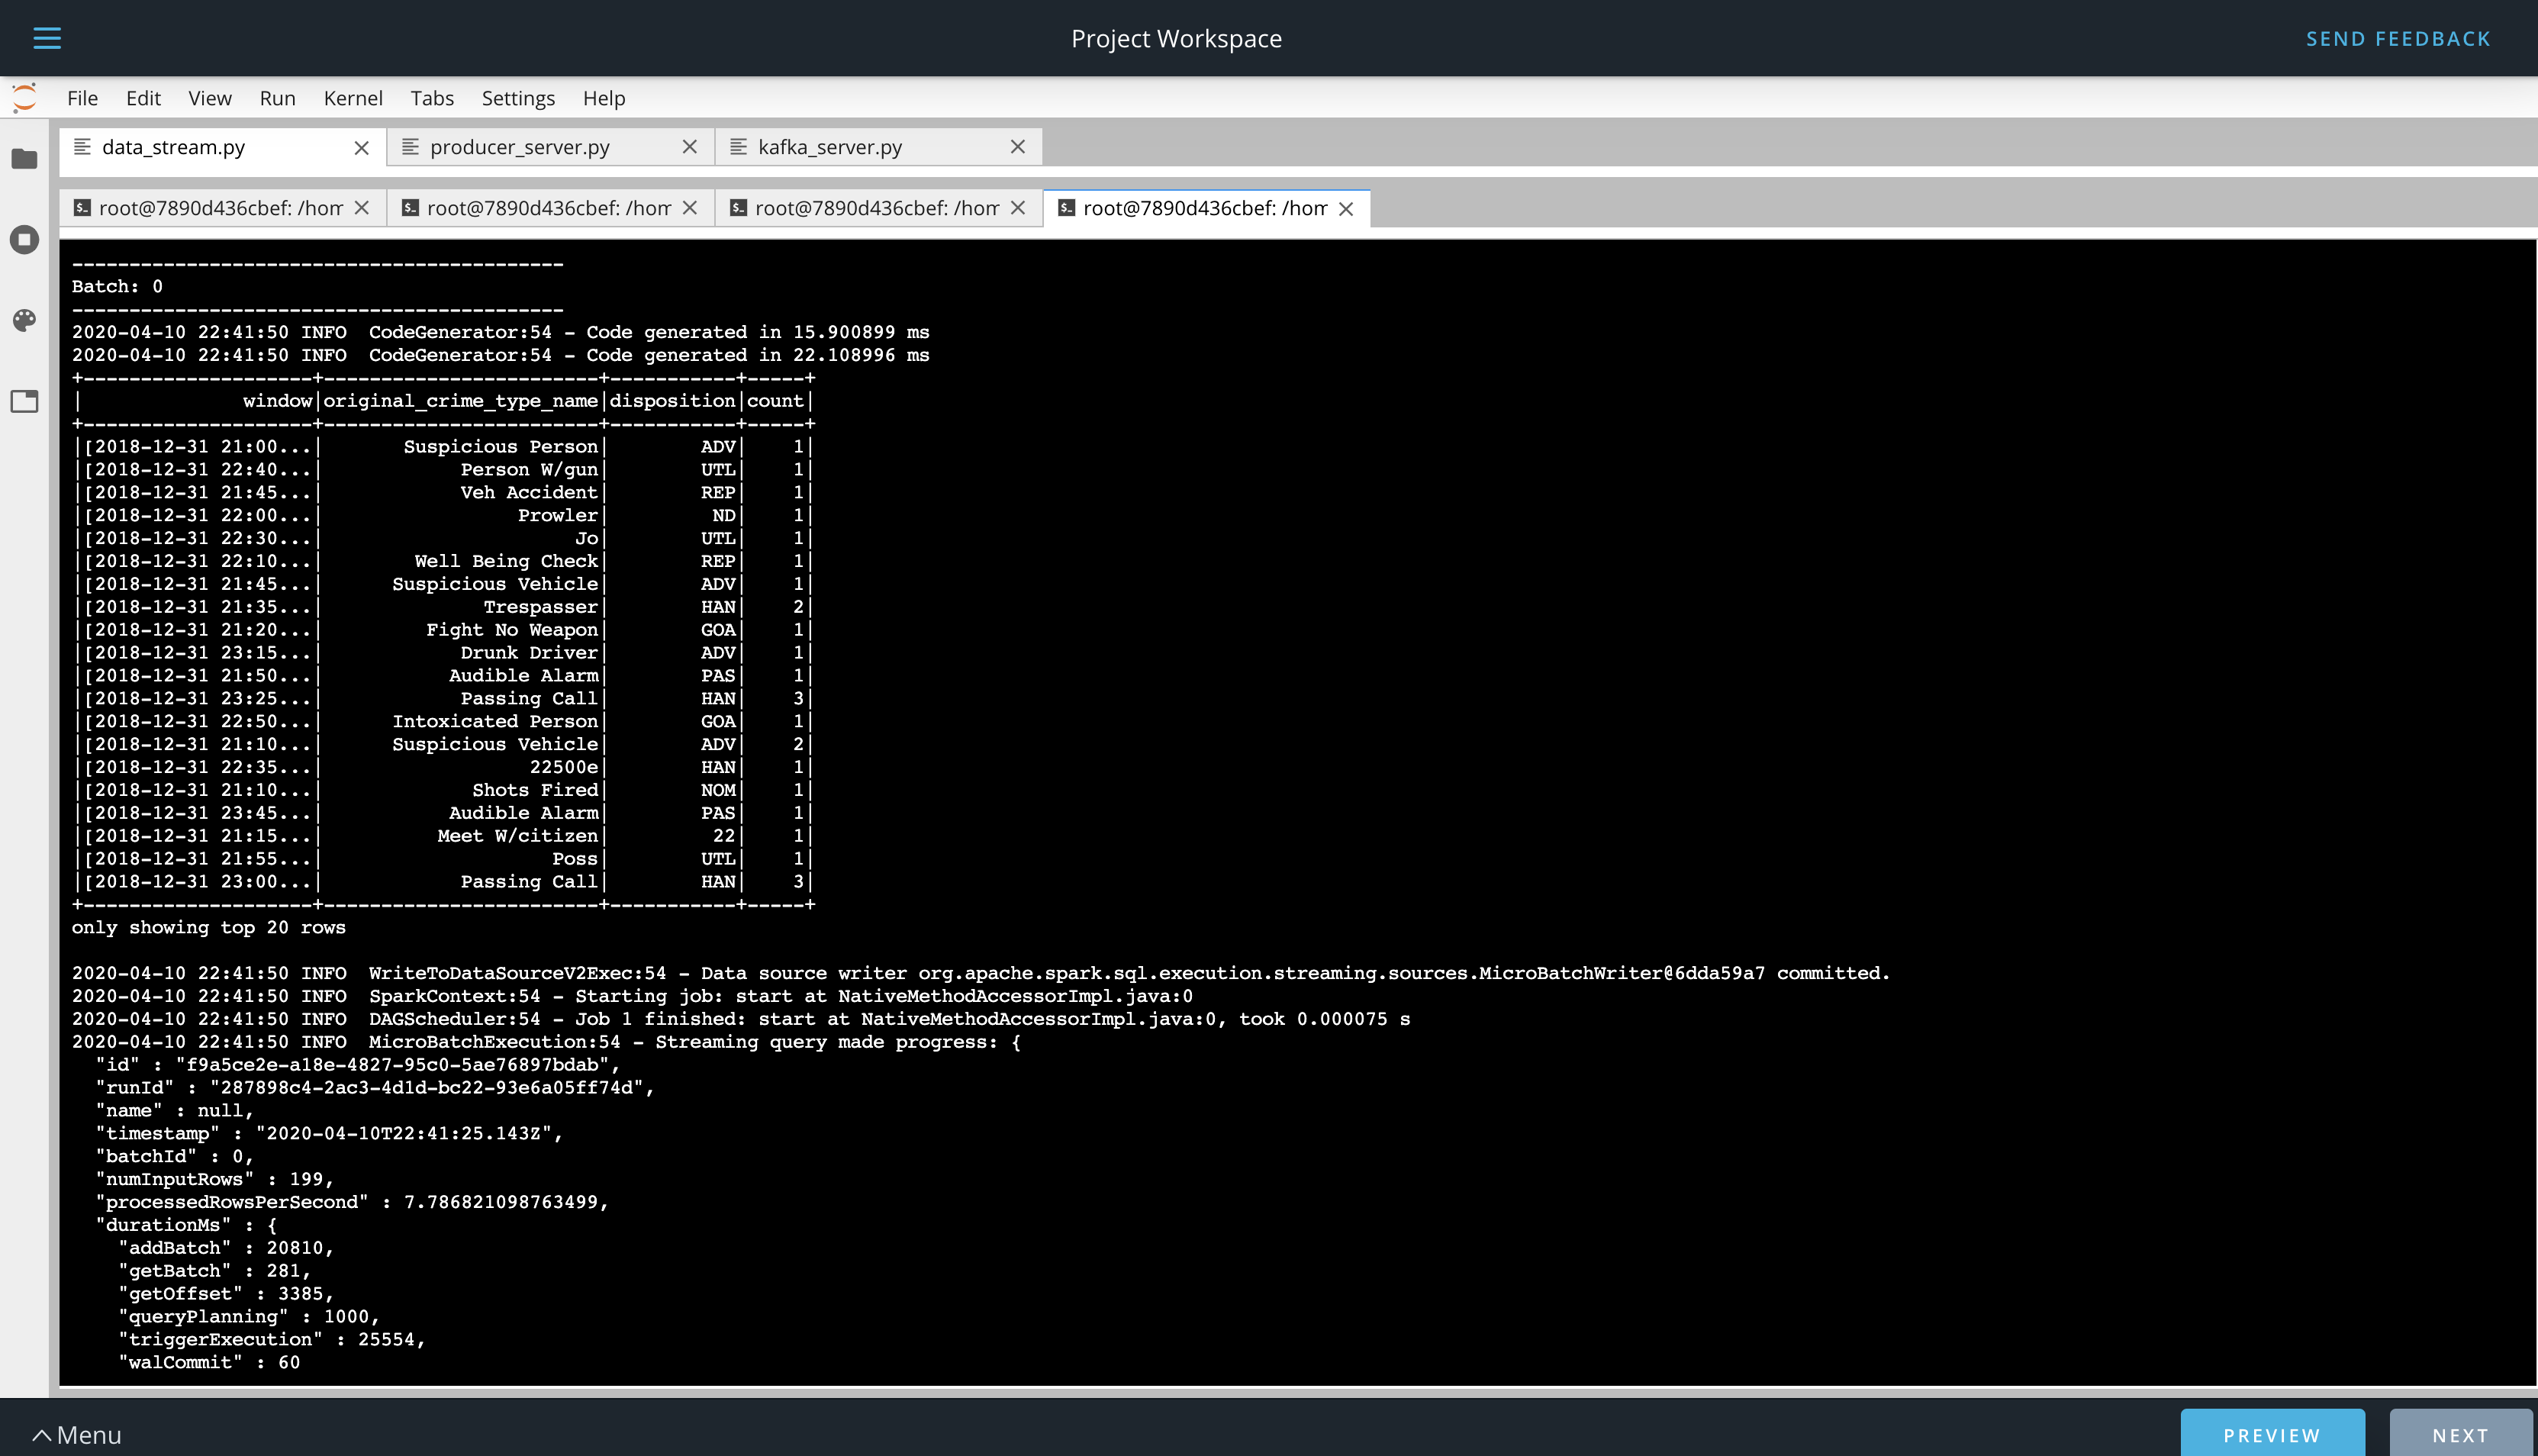 Project Workspace
SEND FEEDBACK
File Edit View Run Kernel Tabs Settings Help
data_stream.py
producer_server.py
kafka_server.py
root@7890d436cbef: /hom
root@7890d436cbef: /hom
root@7890d436cbef: /hom
root@7890d436cbef: /hom
-------------------------------------------
Batch: 0
-------------------------------------------
2020-04-10 22:41:50 INFO  CodeGenerator:54 - Code generated in 15.900899 ms
2020-04-10 22:41:50 INFO  CodeGenerator:54 - Code generated in 22.108996 ms
+--------------------+------------------------+-----------+-----+
|              window|original_crime_type_name|disposition|count|
+--------------------+------------------------+-----------+-----+
|[2018-12-31 21:00...|       Suspicious Person|        ADV|    1|
|[2018-12-31 22:40...|            Person W/gun|        UTL|    1|
|[2018-12-31 21:45...|            Veh Accident|        REP|    1|
|[2018-12-31 22:00...|                 Prowler|         ND|    1|
|[2018-12-31 22:30...|                      Jo|        UTL|    1|
|[2018-12-31 22:10...|        Well Being Check|        REP|    1|
|[2018-12-31 21:45...|      Suspicious Vehicle|        ADV|    1|
|[2018-12-31 21:35...|              Trespasser|        HAN|    2|
|[2018-12-31 21:20...|         Fight No Weapon|        GOA|    1|
|[2018-12-31 23:15...|            Drunk Driver|        ADV|    1|
|[2018-12-31 21:50...|           Audible Alarm|        PAS|    1|
|[2018-12-31 23:25...|            Passing Call|        HAN|    3|
|[2018-12-31 22:50...|      Intoxicated Person|        GOA|    1|
|[2018-12-31 21:10...|      Suspicious Vehicle|        ADV|    2|
|[2018-12-31 22:35...|                  22500e|        HAN|    1|
|[2018-12-31 21:10...|             Shots Fired|        NOM|    1|
|[2018-12-31 23:45...|           Audible Alarm|        PAS|    1|
|[2018-12-31 21:15...|          Meet W/citizen|         22|    1|
|[2018-12-31 21:55...|                    Poss|        UTL|    1|
|[2018-12-31 23:00...|            Passing Call|        HAN|    3|
+--------------------+------------------------+-----------+-----+
only showing top 20 rows
2020-04-10 22:41:50 INFO  WriteToDataSourceV2Exec:54 - Data source writer org.apache.spark.sql.execution.streaming.sources.MicroBatchWriter@6dda59a7 committed.
2020-04-10 22:41:50 INFO  SparkContext:54 - Starting job: start at NativeMethodAccessorImpl.java:0
2020-04-10 22:41:50 INFO  DAGScheduler:54 - Job 1 finished: start at NativeMethodAccessorImpl.java:0, took 0.000075 s
2020-04-10 22:41:50 INFO  MicroBatchExecution:54 - Streaming query made progress: {
  "id" : "f9a5ce2e-a18e-4827-95c0-5ae76897bdab",
  "runId" : "287898c4-2ac3-4d1d-bc22-93e6a05ff74d",
  "name" : null,
  "timestamp" : "2020-04-10T22:41:25.143Z",
  "batchId" : 0,
  "numInputRows" : 199,
  "processedRowsPerSecond" : 7.786821098763499,
  "durationMs" : {
    "addBatch" : 20810,
    "getBatch" : 281,
    "getOffset" : 3385,
    "queryPlanning" : 1000,
    "triggerExecution" : 25554,
    "walCommit" : 60
Menu
PREVIEW
NEXT